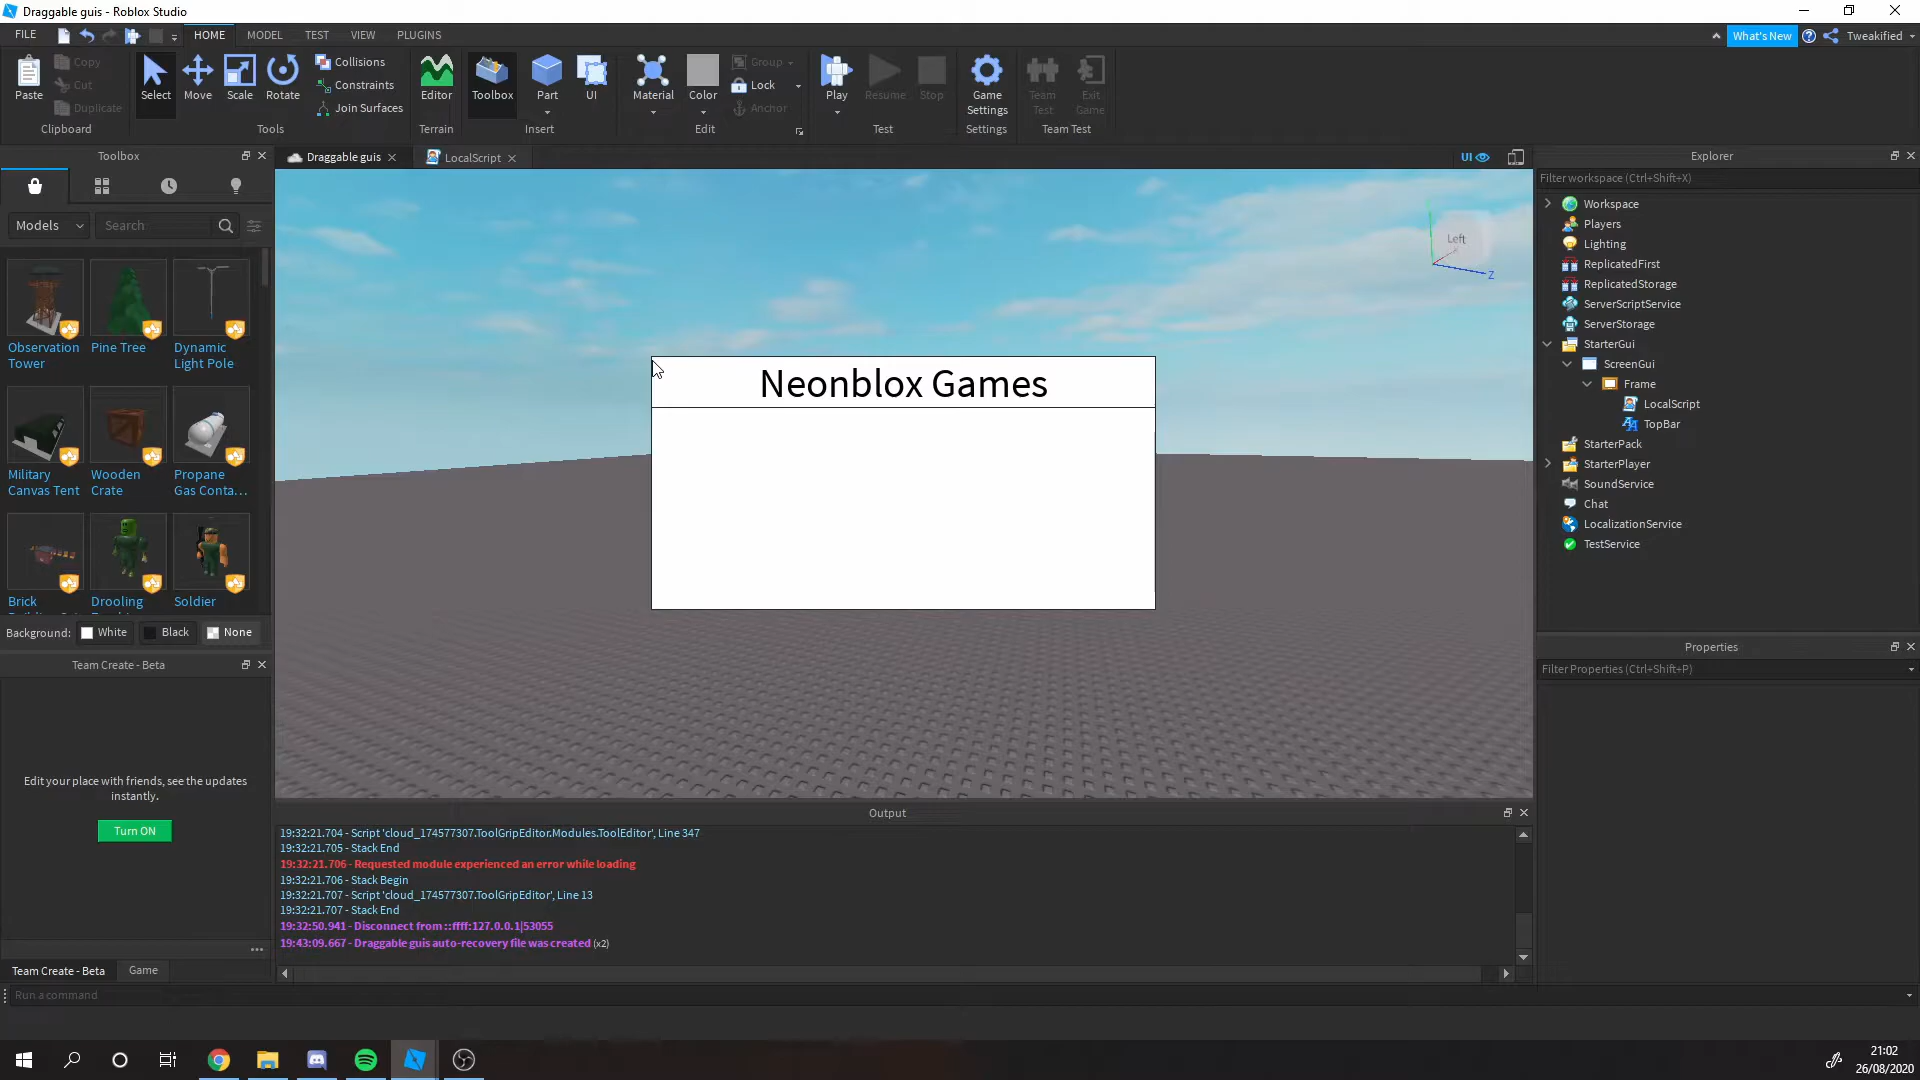 Draggable guis - Roblox Studio
FILE
HOME
MODEL
TEST
VIEW
PLUGINS
What's New
Tweakified
Paste
Copy
Cut
Duplicate
Clipboard
Select
Move
Scale
Rotate
Collisions
Constraints
Join Surfaces
Tools
Editor
Terrain
Toolbox
Part
UI
Insert
Material
Color
Group
Lock
Anchor
Edit
Play
Resume
Stop
Test
Game
Settings
Settings
Team
Test
Exit
Game
Team Test
Toolbox
Draggable guis
LocalScript
UI
Explorer
Filter workspace (Ctrl+Shift+X)
Models
Search
Observation
Tower
Pine Tree
Dynamic
Light Pole
Military
Canvas Tent
Wooden
Crate
Propane
Gas Conta...
Brick
Drooling
Soldier
Background:
White
Black
None
Left
Z
Neonblox Games
Workspace
Players
Lighting
ReplicatedFirst
ReplicatedStorage
ServerScriptService
ServerStorage
StarterGui
ScreenGui
Frame
LocalScript
TopBar
StarterPack
StarterPlayer
SoundService
Chat
LocalizationService
TestService
Properties
Filter Properties (Ctrl+Shift+P)
Team Create - Beta
Edit your place with friends, see the updates
instantly.
Turn ON
Team Create - Beta
Game
Output
19:32:21.704 - Script 'cloud_174577307.ToolGripEditor.Modules.ToolEditor', Line 347
19:32:21.705 - Stack End
19:32:21.706 - Requested module experienced an error while loading
19:32:21.706 - Stack Begin
19:32:21.707 - Script 'cloud_174577307.ToolGripEditor', Line 13
19:32:21.707 - Stack End
19:32:50.941 - Disconnect from ::ffff:127.0.0.1|53055
19:43:09.667 - Draggable guis auto-recovery file was created (x2)
Run a command
21:02
26/08/2020